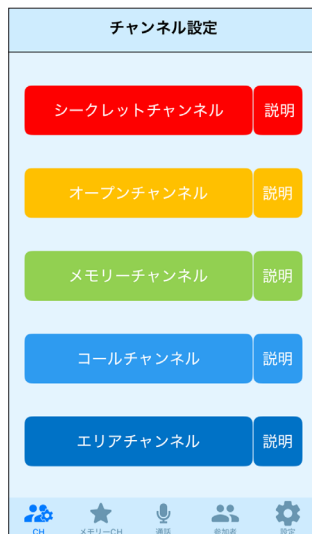 チャンネル設定
シークレットチャンネル 説明
オープンチャンネル 説明
メモリーチャンネル 説明
コールチャンネル 説明
エリアチャンネル 説明
CH メモリーCH 通話 参加者 設定